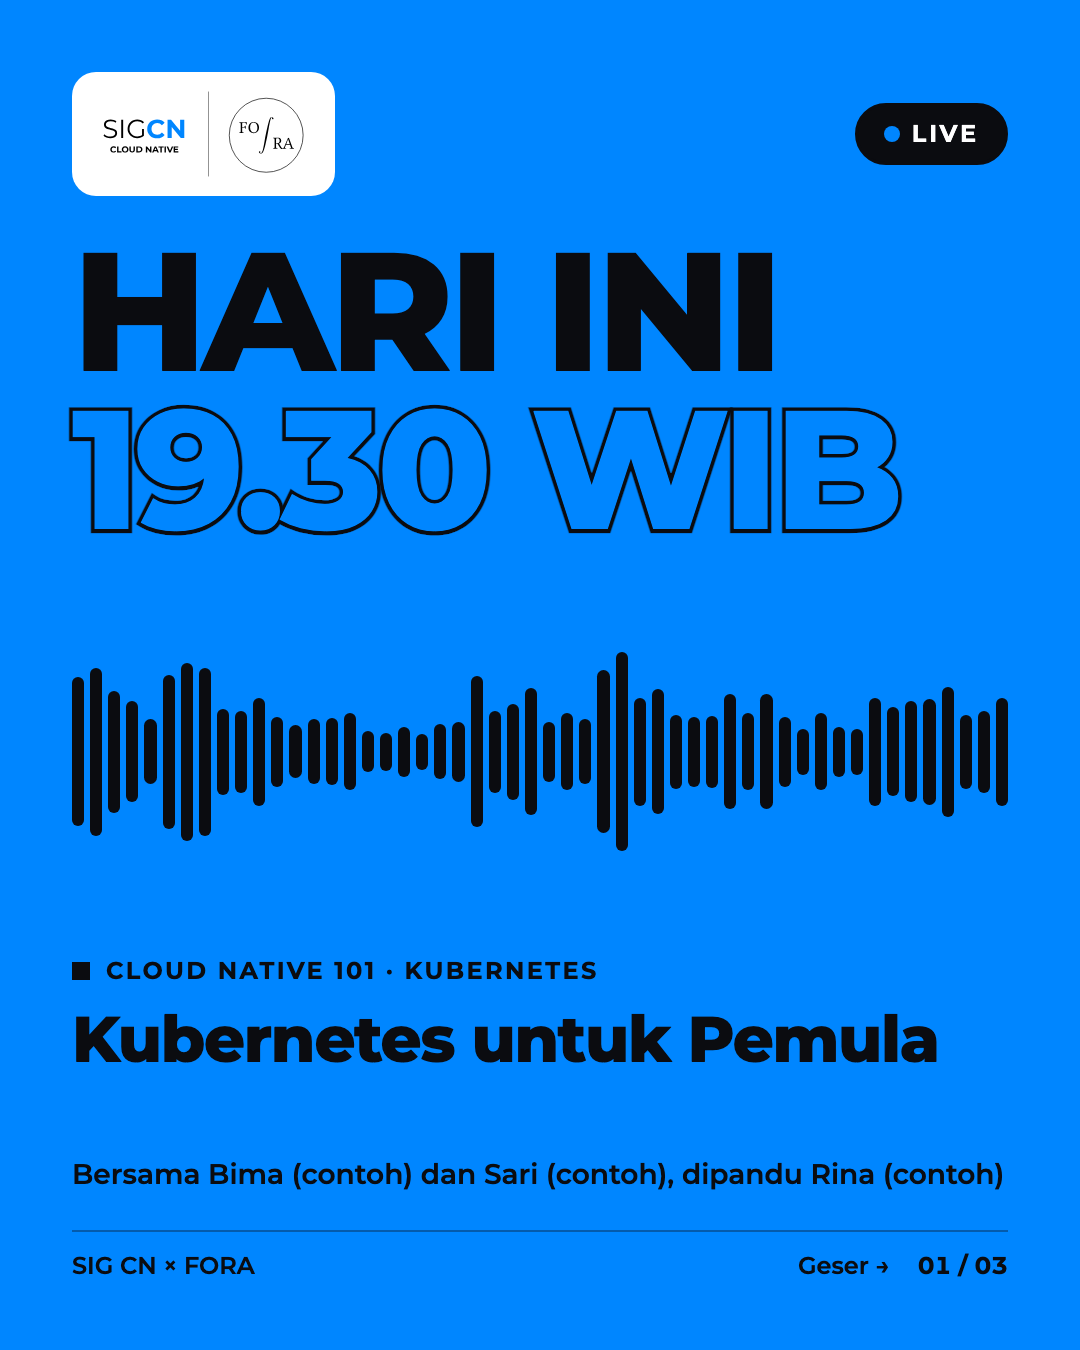 SIGCN
CLOUD NATIVE
FO
RA
LIVE
HARI INI
19.30 WIB
CLOUD NATIVE 101 · KUBERNETES
Kubernetes untuk Pemula
Bersama Bima (contoh) dan Sari (contoh), dipandu Rina (contoh)
SIG CN × FORA
Geser → 01 / 03